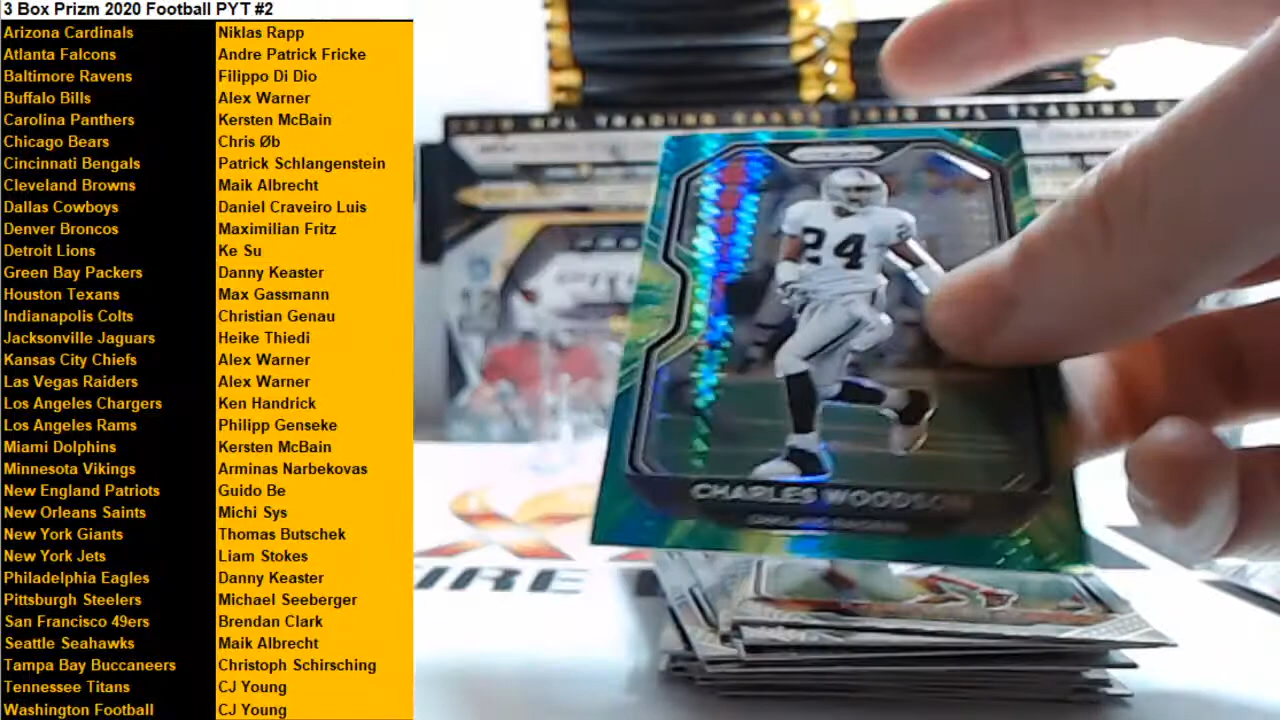 3 Box Prizm 2020 Football PYT #2
Arizona Cardinals Niklas Rapp
Atlanta Falcons Andre Patrick Fricke
Baltimore Ravens Filippo Di Dio
Buffalo Bills Alex Warner
Carolina Panthers Kersten McBain
Chicago Bears Chris Øb
Cincinnati Bengals Patrick Schlangenstein
Cleveland Browns Maik Albrecht
Dallas Cowboys Daniel Craveiro Luis
Denver Broncos Maximilian Fritz
Detroit Lions Ke Su
Green Bay Packers Danny Keaster
Houston Texans Max Gassmann
Indianapolis Colts Christian Genau
Jacksonville Jaguars Heike Thiedi
Kansas City Chiefs Alex Warner
Las Vegas Raiders Alex Warner
Los Angeles Chargers Ken Handrick
Los Angeles Rams Philipp Genseke
Miami Dolphins Kersten McBain
Minnesota Vikings Arminas Narbekovas
New England Patriots Guido Be
New Orleans Saints Michi Sys
New York Giants Thomas Butschek
New York Jets Liam Stokes
Philadelphia Eagles Danny Keaster
Pittsburgh Steelers Michael Seeberger
San Francisco 49ers Brendan Clark
Seattle Seahawks Maik Albrecht
Tampa Bay Buccaneers Christoph Schirsching
Tennessee Titans CJ Young
Washington Football CJ Young
NFL TRADING CARDS
PRIZM
24
CHARLES WOODSON